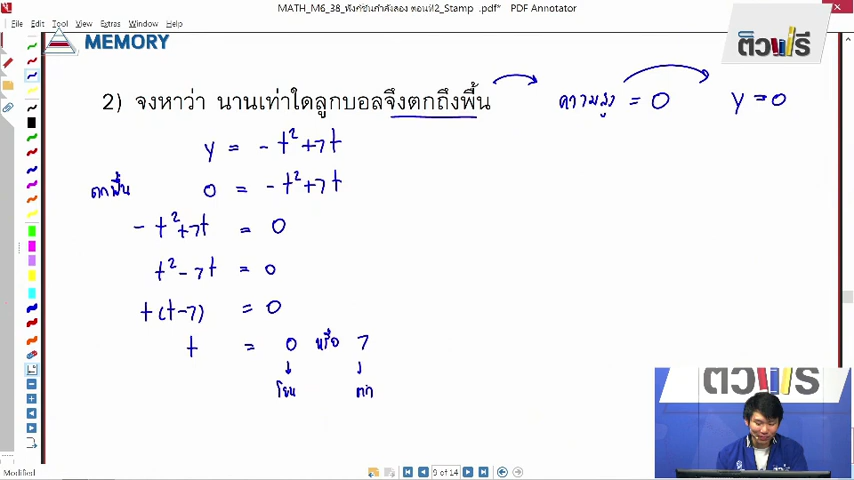 MATH_M6_38_ฟังก์ชันกำลังสอง ตอนที่2_Stamp .pdf* PDF Annotator
File Edit View Tools Extras Window Help
MEMORY
ติวฟรี
2) จงหาว่า นานเท่าใดลูกบอลจึงตกถึงพื้น ความสูง = 0 y = 0
y = - t² + 7t
ตกพื้น 0 = - t² + 7t
- t² + 7t = 0
t² - 7t = 0
t(t-7) = 0
t = 0 หรือ 7
โยน ตก
Modified
9 of 14